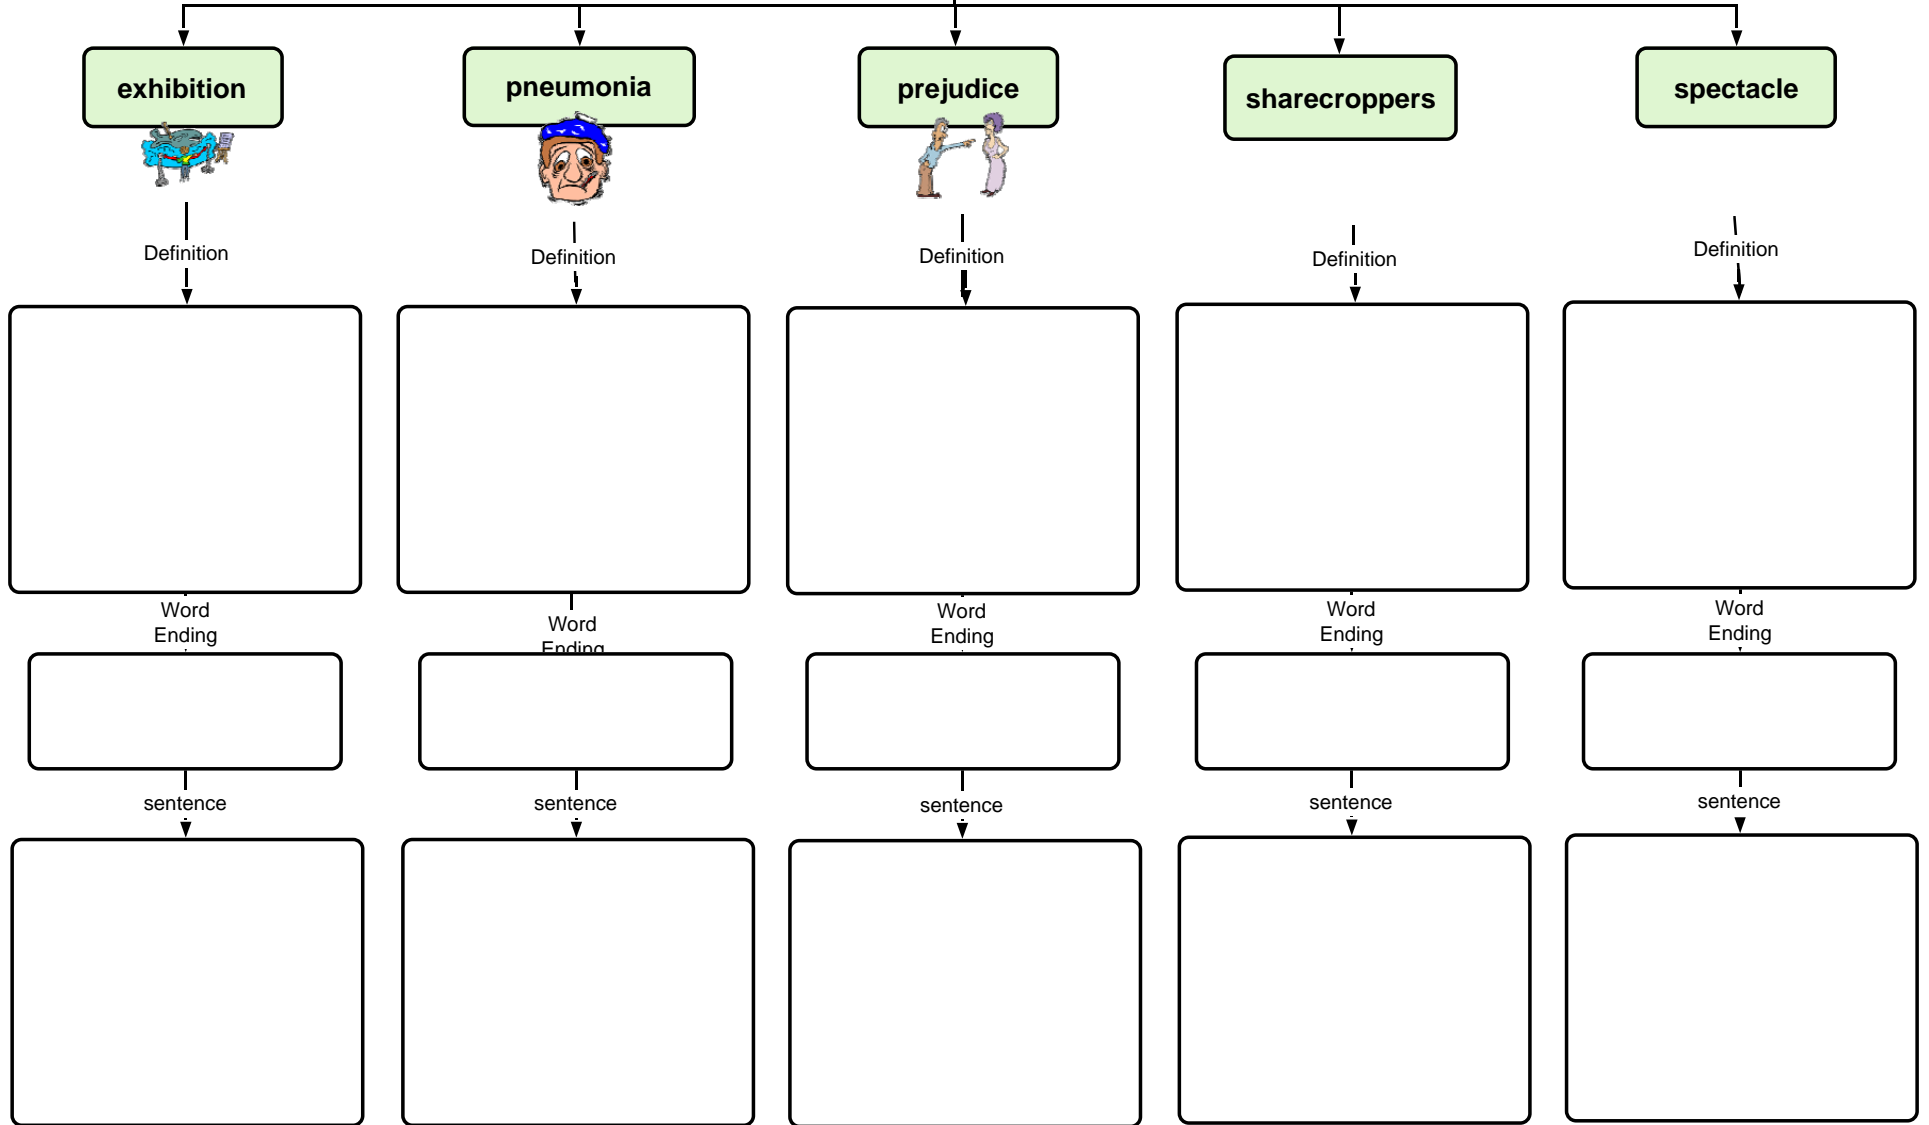 exhibition
pneumonia
prejudice
sharecroppers
spectacle
Definition
Definition
Definition
Definition
Definition
Word
Ending
Word
Ending
Word
Ending
Word
Ending
Word
Ending
sentence
sentence
sentence
sentence
sentence